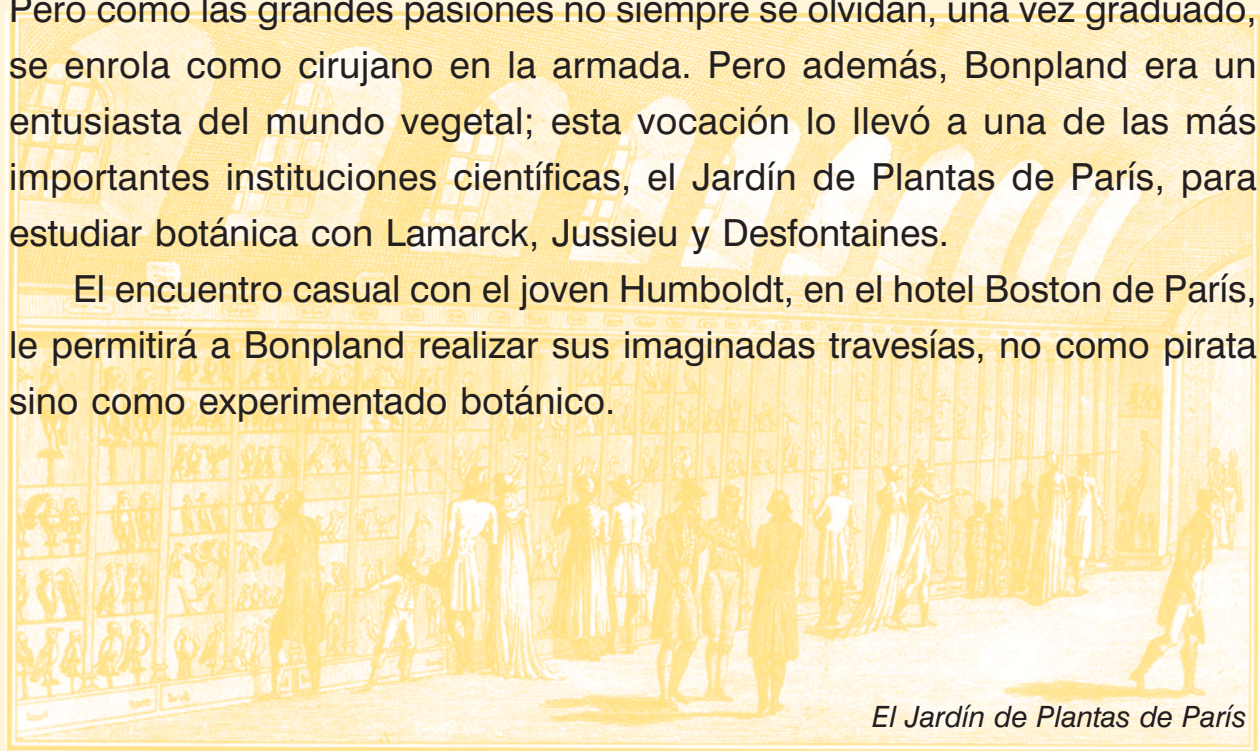 Pero como las grandes pasiones no siempre se olvidan, una vez graduado,
se enrola como cirujano en la armada. Pero además, Bonpland era un
entusiasta del mundo vegetal; esta vocación lo llevó a una de las más
importantes instituciones científicas, el Jardín de Plantas de París, para
estudiar botánica con Lamarck, Jussieu y Desfontaines.
El encuentro casual con el joven Humboldt, en el hotel Boston de París,
le permitirá a Bonpland realizar sus imaginadas travesías, no como pirata
sino como experimentado botánico.
El Jardín de Plantas de París